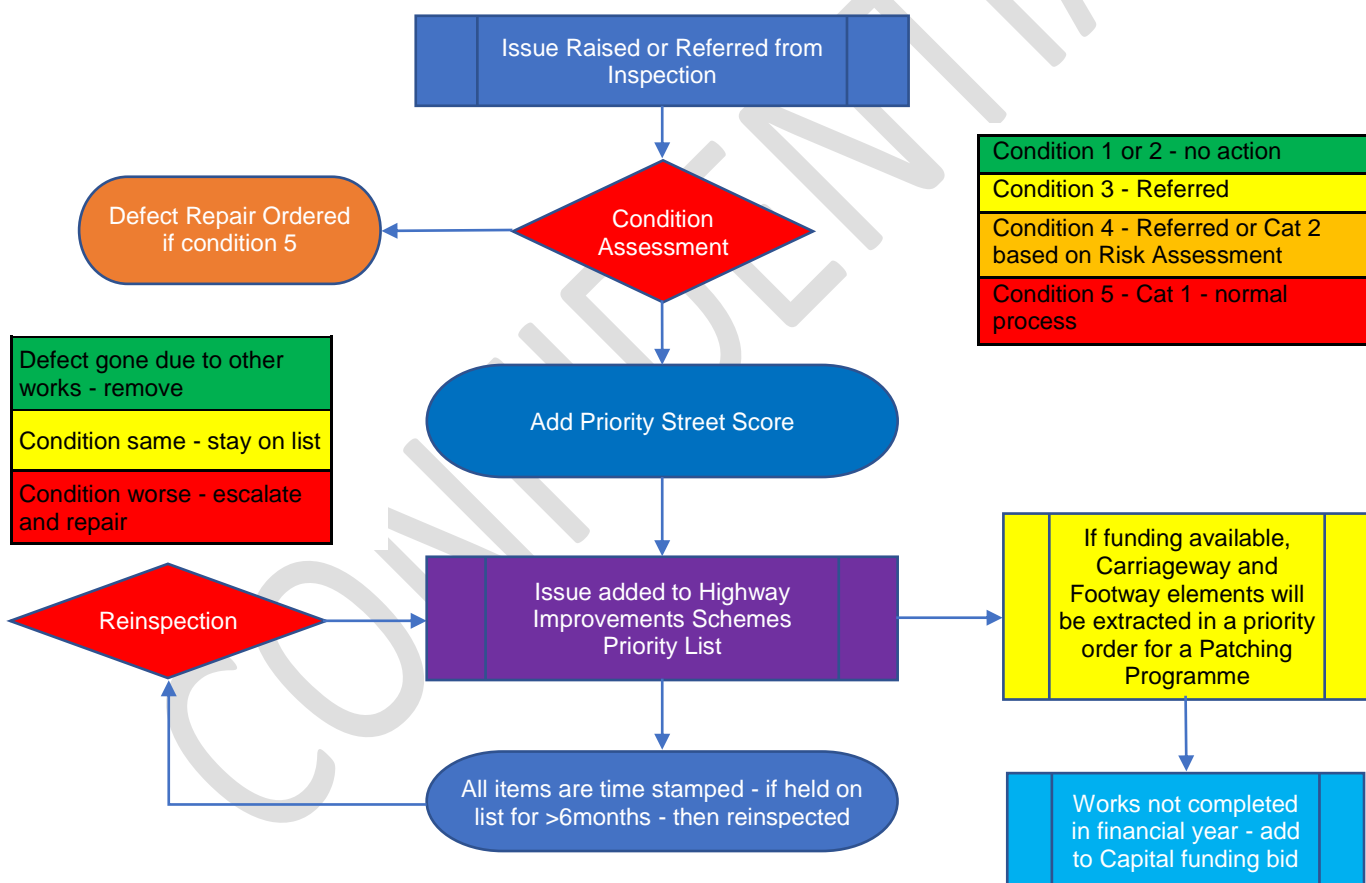 Issue Raised or Referred from
Inspection
Condition 1 or 2 - no action
Condition 3 - Referred
Condition 4 - Referred or Cat 2
based on Risk Assessment
Condition 5 - Cat 1 - normal
process
Defect Repair Ordered
if condition 5
Condition
Assessment
Defect gone due to other
works - remove
Condition same - stay on list
Condition worse - escalate
and repair
Add Priority Street Score
If funding available,
Carriageway and
Footway elements will
be extracted in a priority
order for a Patching
Programme
Reinspection
Issue added to Highway
Improvements Schemes
Priority List
All items are time stamped - if held on
list for >6months - then reinspected
Works not completed
in financial year - add
to Capital funding bid